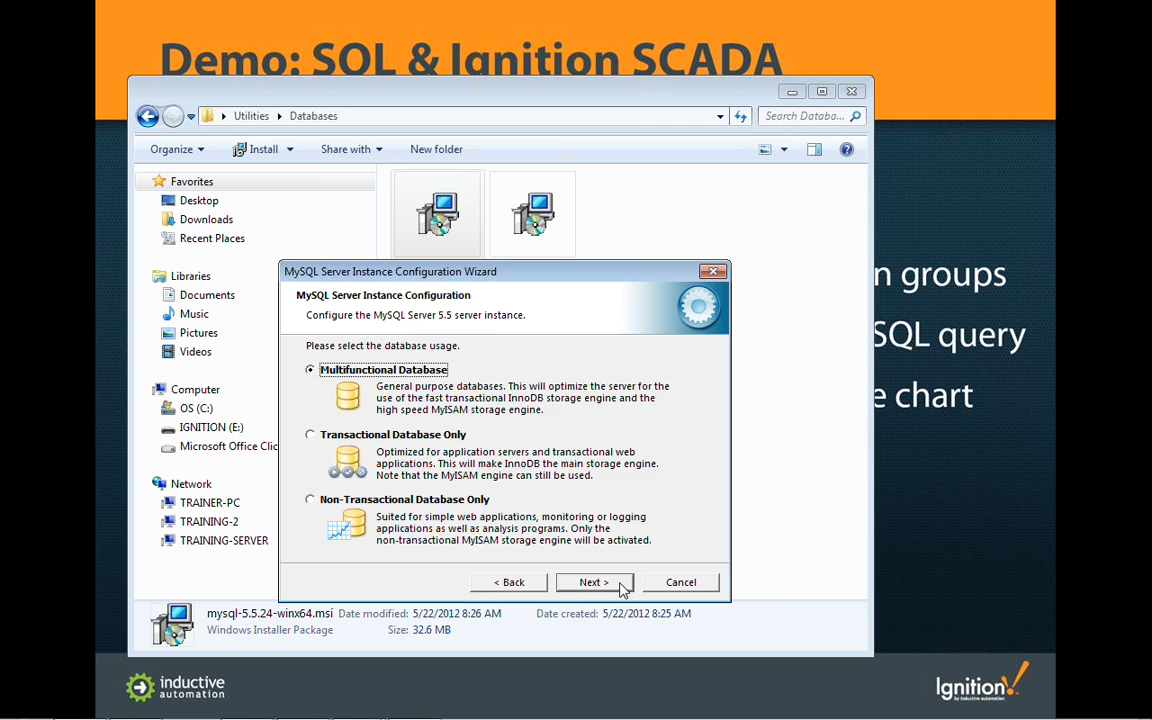 Demo: SQL & Ignition SCADA
Utilities Databases
Search Databa...
Organize Install Share with New folder
Favorites
Desktop
Downloads
Recent Places
Libraries
Documents
Music
Pictures
Videos
Computer
OS (C:)
IGNITION (E:)
Microsoft Office Clic
Network
TRAINER-PC
TRAINING-2
TRAINING-SERVER
MySQL Server Instance Configuration Wizard
MySQL Server Instance Configuration
Configure the MySQL Server 5.5 server instance.
Please select the database usage.
Multifunctional Database
General purpose databases. This will optimize the server for the
use of the fast transactional InnoDB storage engine and the
high speed MyISAM storage engine.
Transactional Database Only
Optimized for application servers and transactional web
applications. This will make InnoDB the main storage engine.
Note that the MyISAM engine can still be used.
Non-Transactional Database Only
Suited for simple web applications, monitoring or logging
applications as well as analysis programs. Only the
non-transactional MyISAM storage engine will be activated.
< Back Next > Cancel
n groups
SQL query
e chart
mysql-5.5.24-winx64.msi Date modified: 5/22/2012 8:26 AM Date created: 5/22/2012 8:25 AM
Windows Installer Package Size: 32.6 MB
inductive
automation
Ignition!
by inductive automation